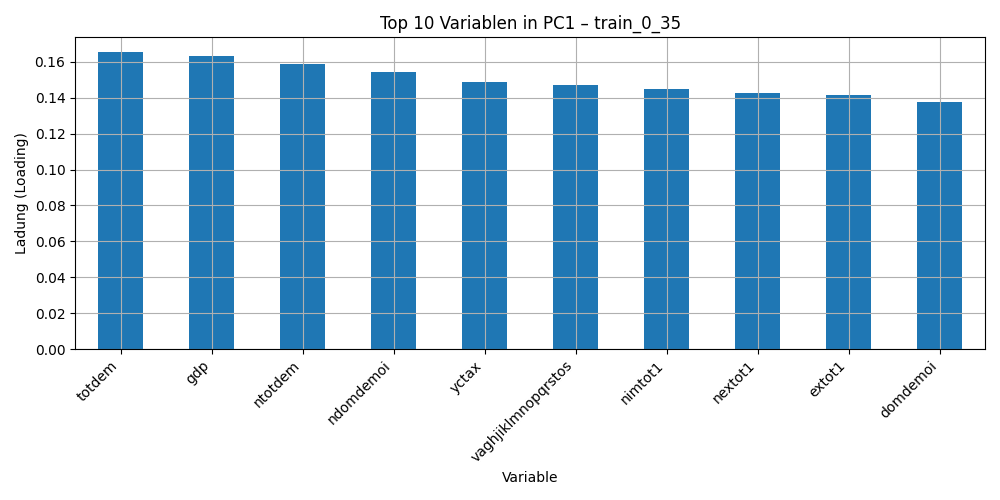 Top 10 Variablen in PC1 – train_0_35
Ladung (Loading)
0.16
0.14
0.12
0.10
0.08
0.06
0.04
0.02
0.00
totdem
gdp
ntotdem
ndomdemoi
yctax
vaghjjiklmnopqrstos
nimtot1
nextot1
extot1
domdemoi
Variable